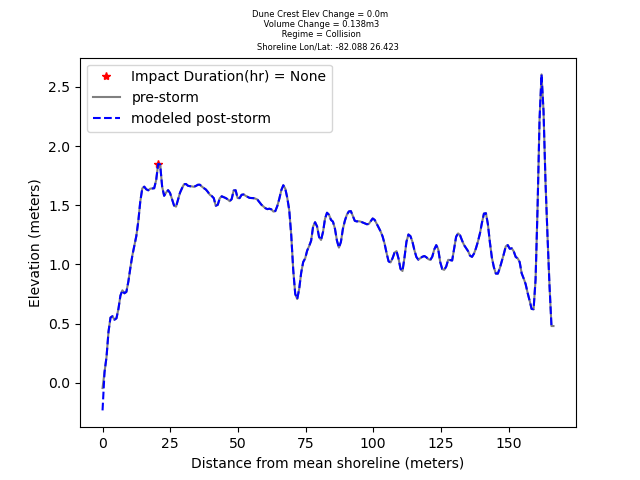 Dune Crest Elev Change = 0.0m
Volume Change = 0.138m3
Regime = Collision
Shoreline Lon/Lat: -82.088 26.423
Impact Duration(hr) = None
pre-storm
modeled post-storm
Elevation (meters)
2.5
2.0
1.5
1.0
0.5
0.0
0 25 50 75 100 125 150
Distance from mean shoreline (meters)